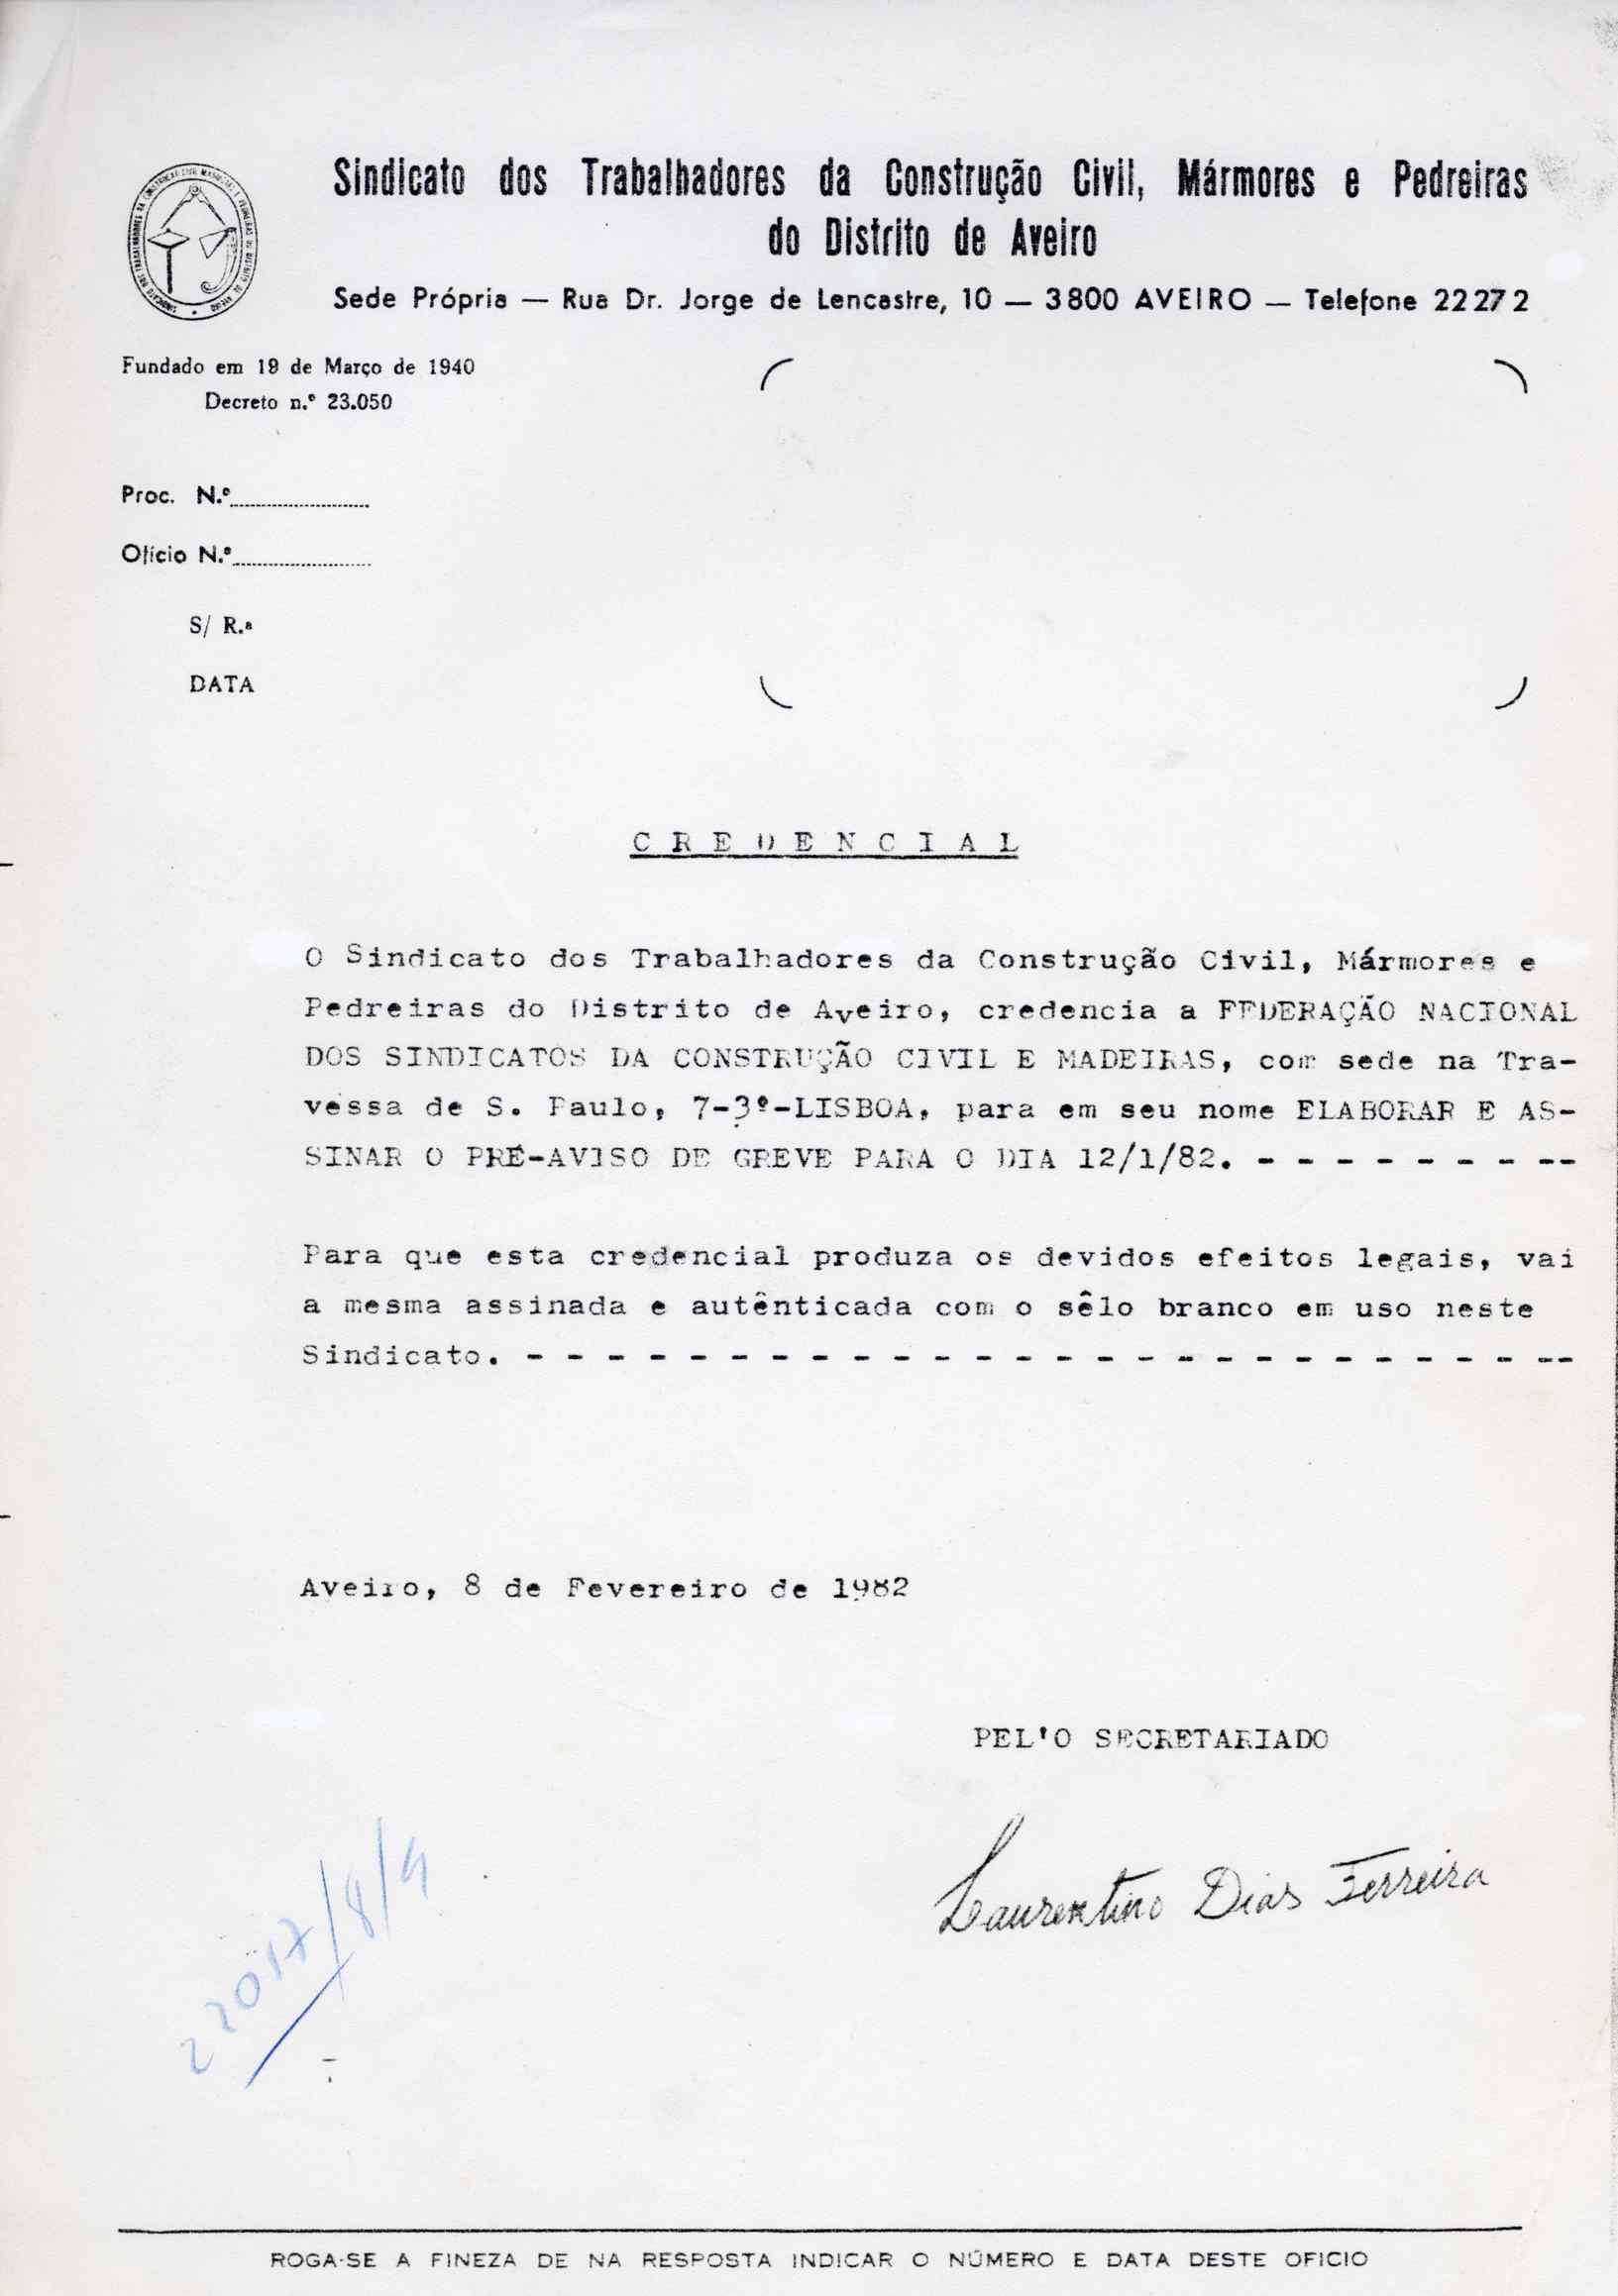 Sindicato dos Trabalhadores da Construção Civil, Mármores e Pedreiras
do Distrito de Aveiro
Sede Própria — Rua Dr. Jorge de Lencastre, 10 — 3800 AVEIRO — Telefone 22272
Fundado em 19 de Março de 1940
Decreto n.º 23.050
Proc. N.º
Ofício N.º
S/ R.ª
DATA
C R E D E N C I A L
O Sindicato dos Trabalhadores da Construção Civil, Mármores e
Pedreiras do Distrito de Aveiro, credencia a FEDERAÇÃO NACIONAL
DOS SINDICATOS DA CONSTRUÇÃO CIVIL E MADEIRAS, com sede na Tra-
vessa de S. Paulo, 7-3º-LISBOA, para em seu nome ELABORAR E AS-
SINAR O PRÉ-AVISO DE GREVE PARA O DIA 12/1/82. - - - - - - - - --
Para que esta credencial produza os devidos efeitos legais, vai
a mesma assinada e autênticada com o sêlo branco em uso neste
Sindicato. - - - - - - - - - - - - - - - - - - - - - - - - - --
Aveiro, 8 de Fevereiro de 1982
PEL'O SECRETARIADO
Laurentino Dias Ferreira
22017/8/4
ROGA-SE A FINEZA DE NA RESPOSTA INDICAR O NÚMERO E DATA DESTE OFICIO